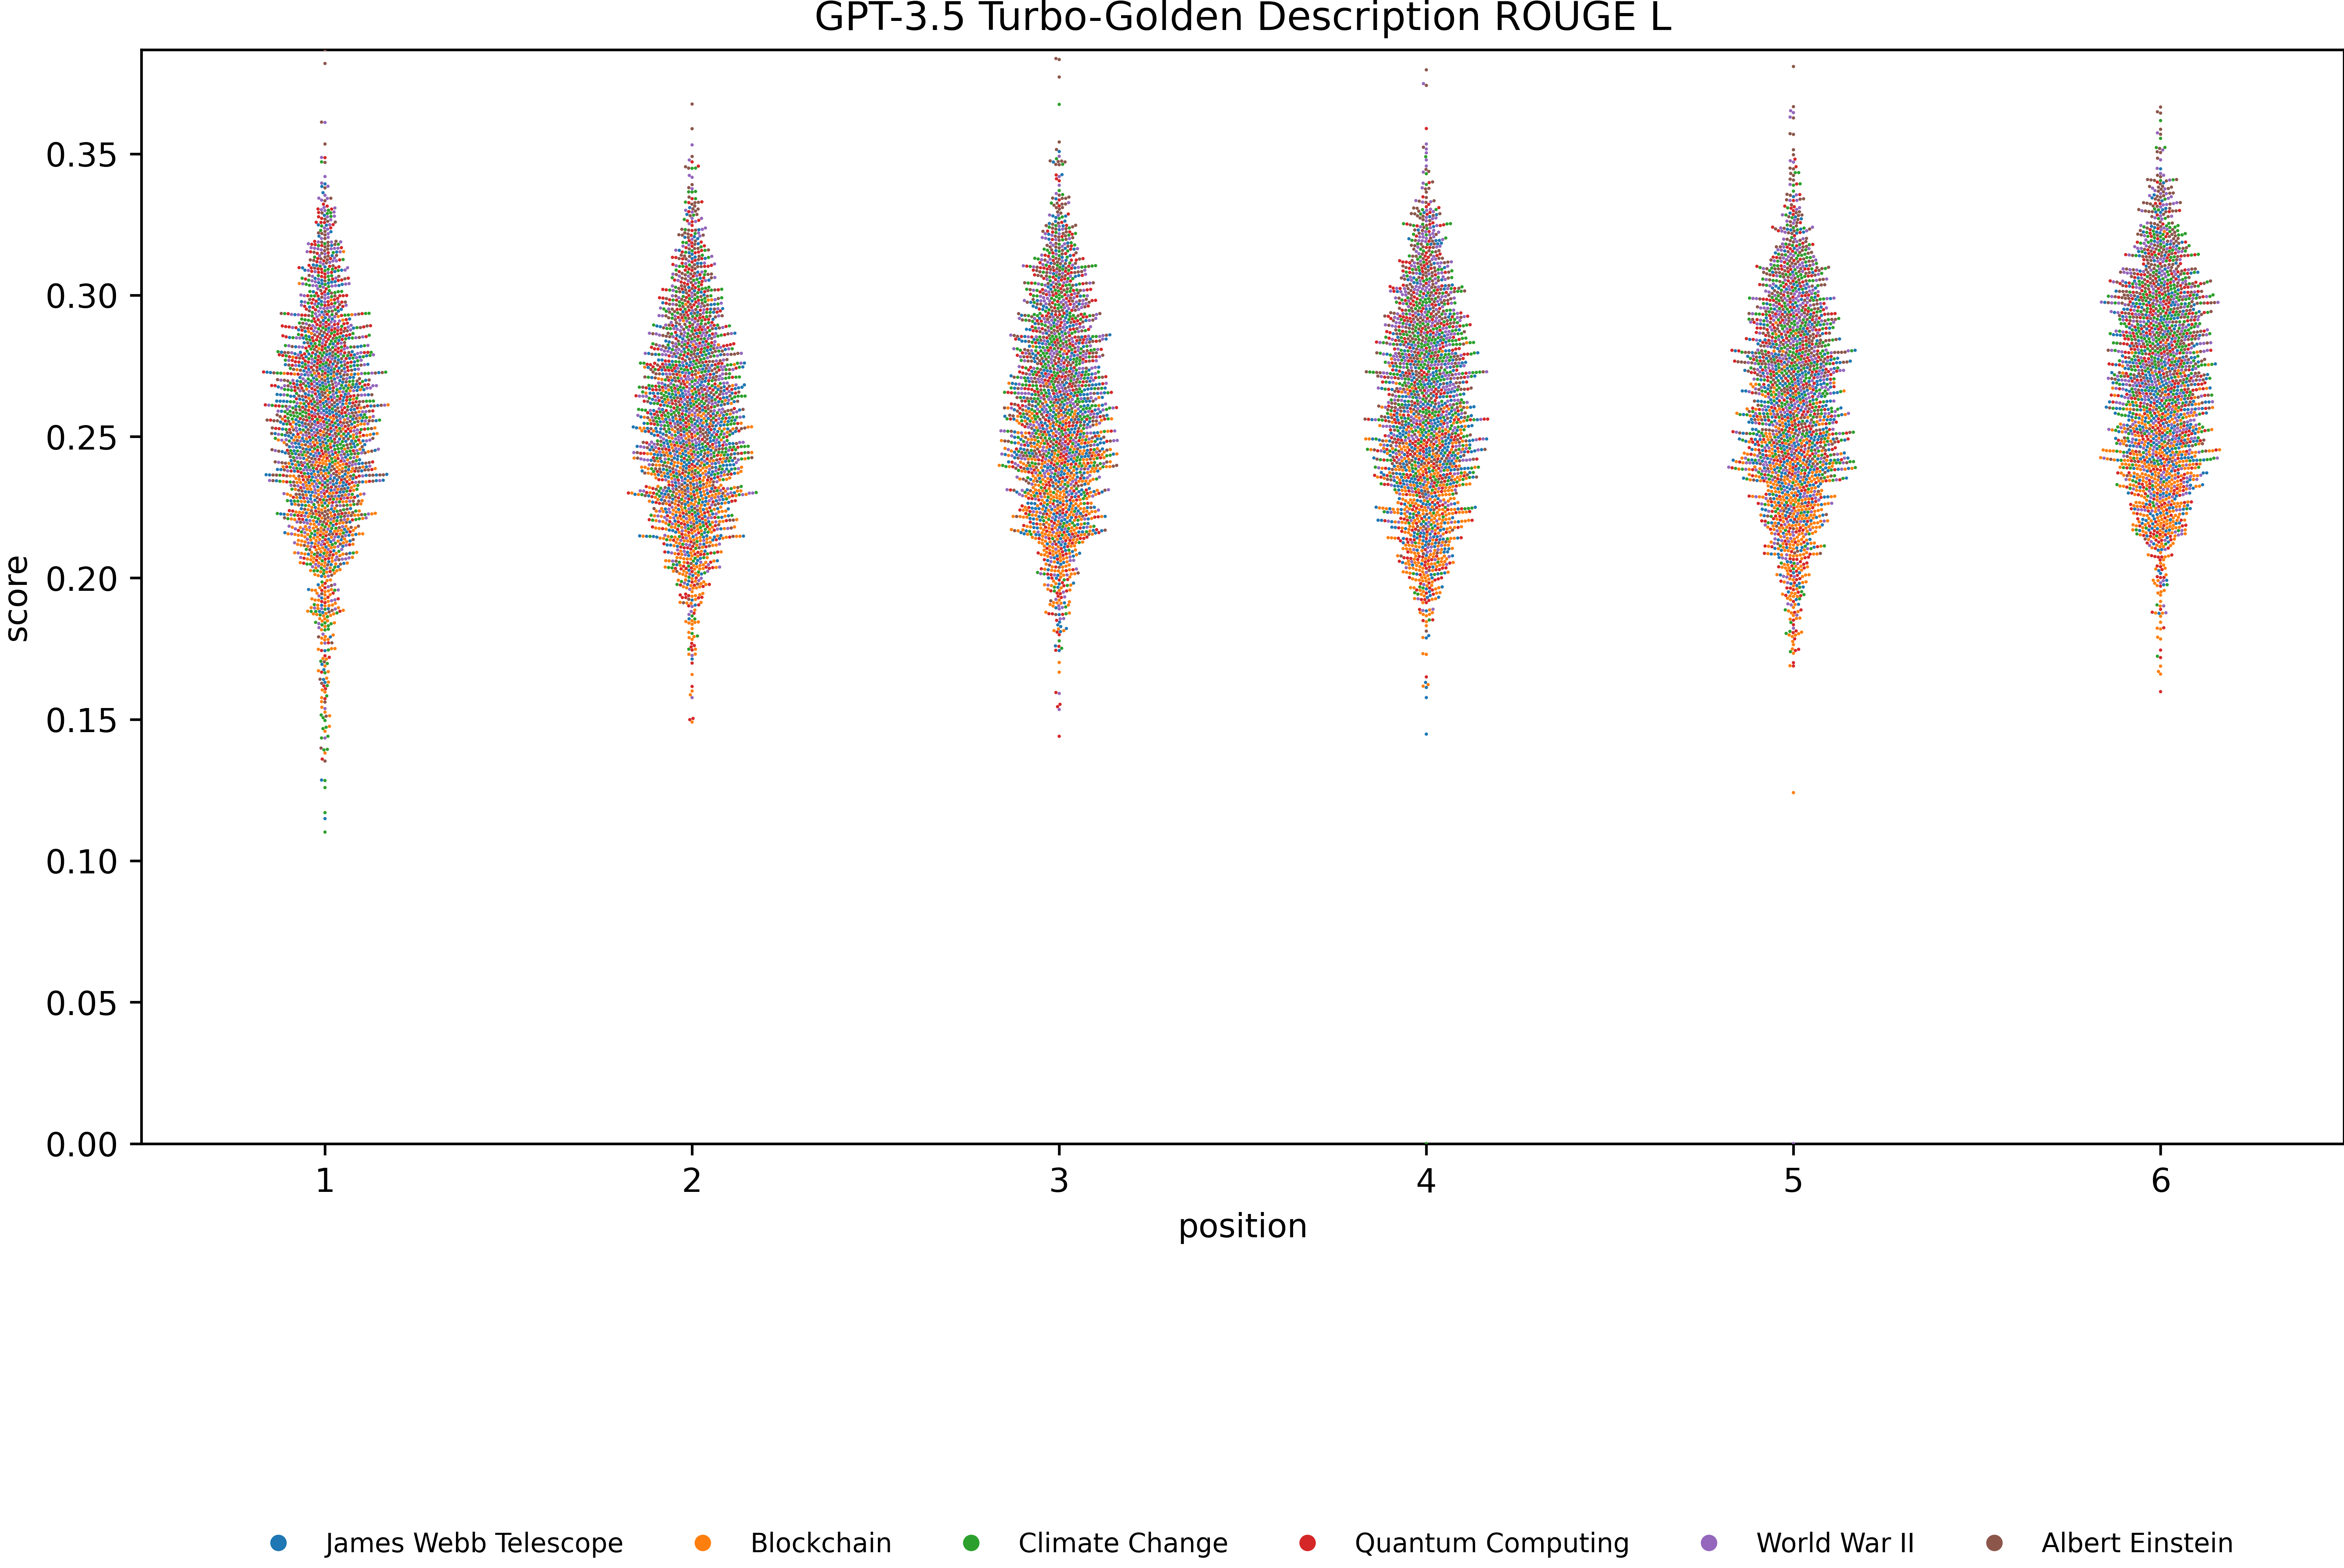 GPT-3.5 Turbo-Golden Description ROUGE L
0.35
0.30
0.25
0.20
0.15
0.10
0.05
0.00
score
1 2 3 4 5 6
position
James Webb Telescope Blockchain Climate Change Quantum Computing World War II Albert Einstein